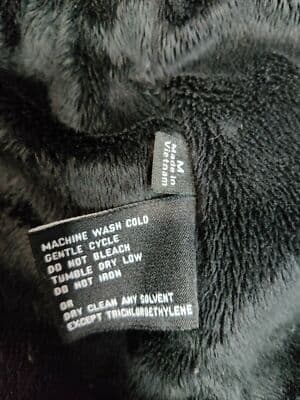 M
Made in
Vietnam
MACHINE WASH COLD
GENTLE CYCLE
DO NOT BLEACH
TUMBLE DRY LOW
DO NOT IRON
OR
DRY CLEAN ANY SOLVENT
EXCEPT TRICHLOROETHYLENE